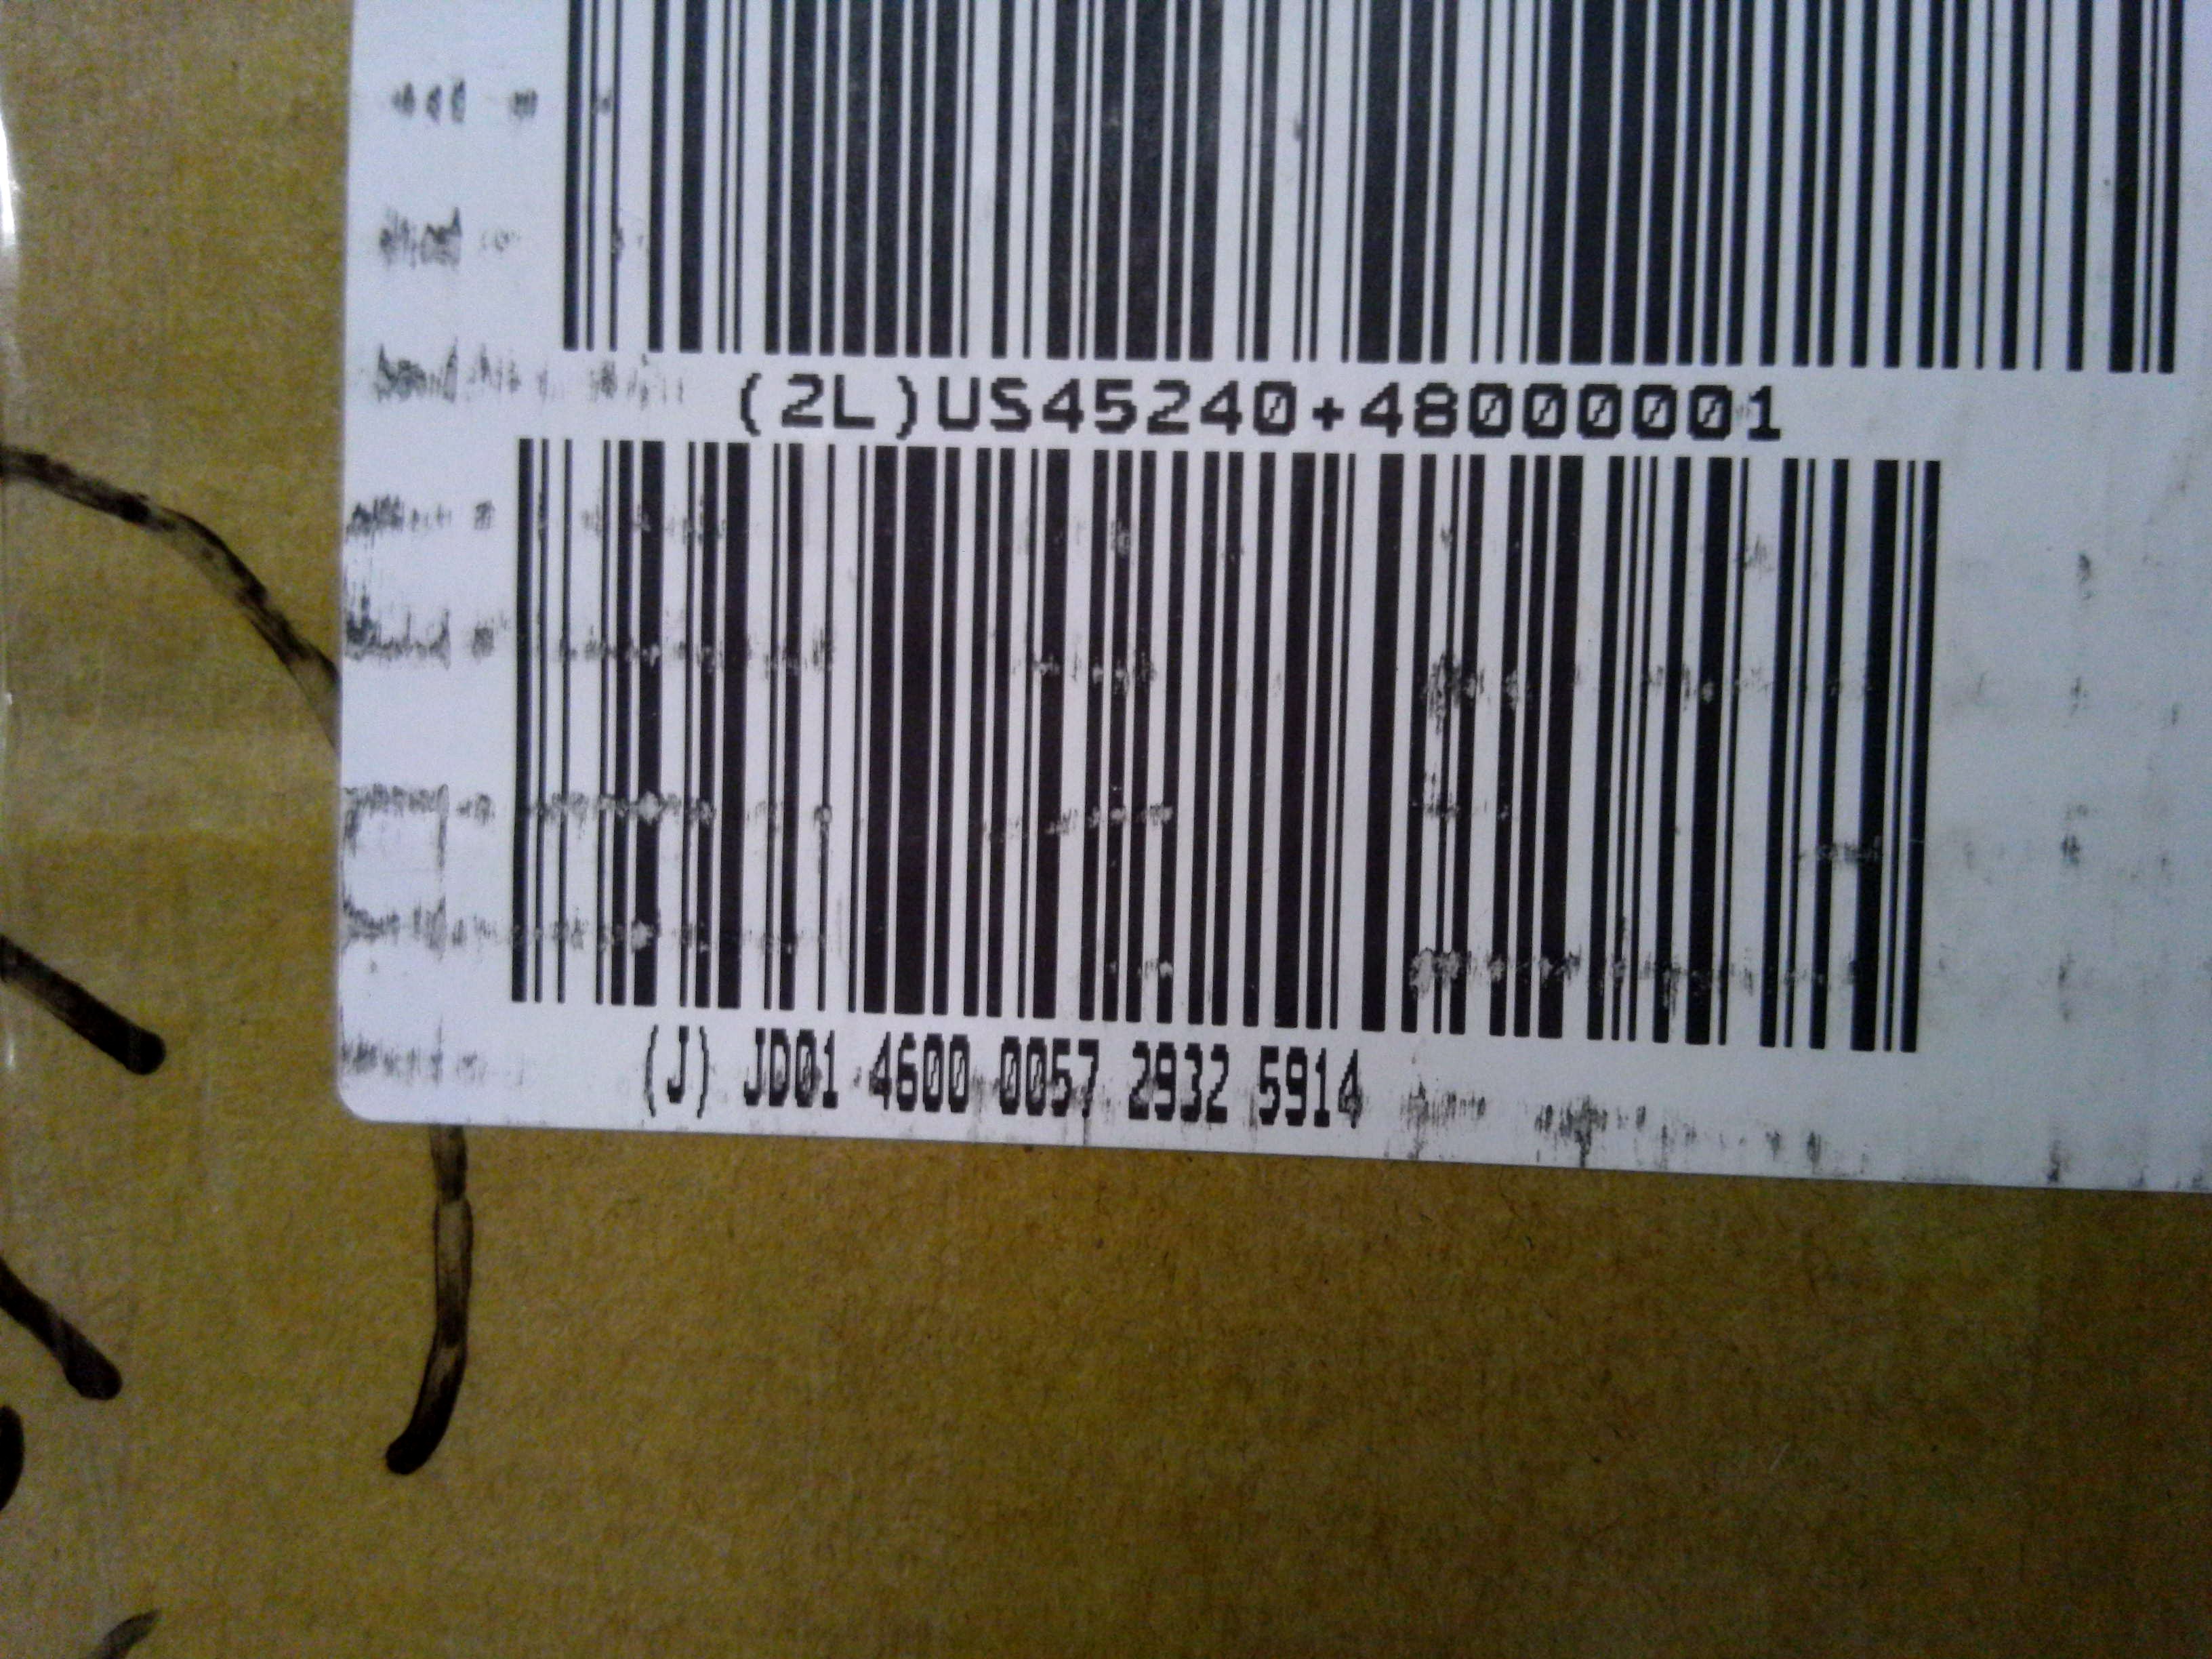 (2L)US45240+48000001
(J) JD01 4600 0057 2932 5914